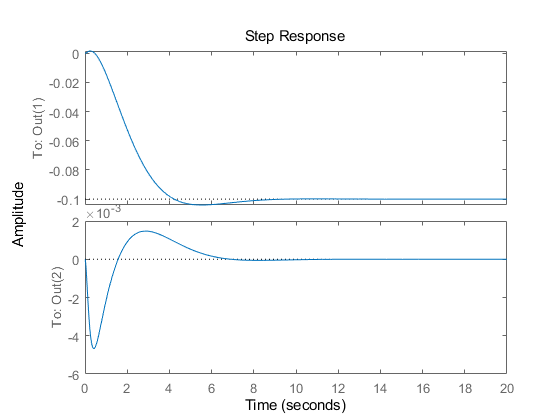 Step Response
0
-0.02
-0.04
-0.06
-0.08
-0.1
To: Out(1)
Amplitude
×10-3
2
0
-2
-4
-6
To: Out(2)
0 2 4 6 8 10 12 14 16 18 20
Time (seconds)